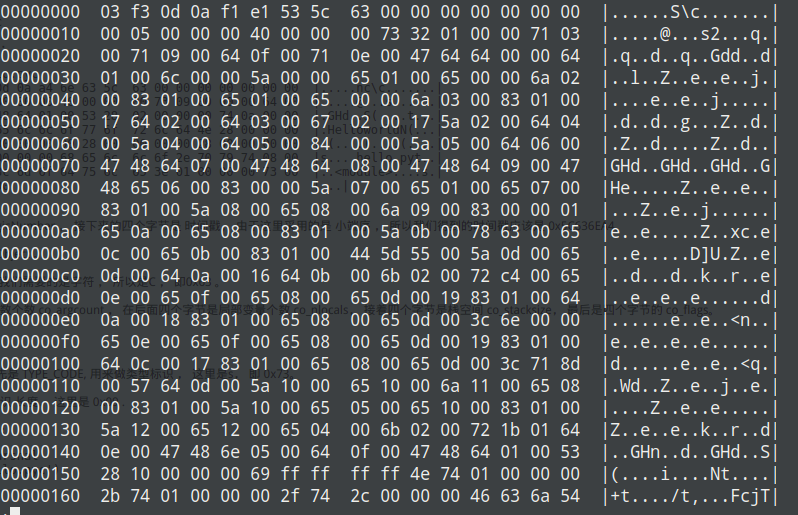 00000000  03 f3 0d 0a f1 e1 53 5c  63 00 00 00 00 00 00 00  |......S\c.......|
00000010  00 05 00 00 00 40 00 00  00 73 32 01 00 00 71 03  |.....@...s2...q.|
00000020  00 71 09 00 64 0f 00 71  0e 00 47 64 64 00 00 64  |.q..d..q..Gdd..d|
00000030  01 00 6c 00 00 5a 00 00  65 01 00 65 00 00 6a 02  |..l..Z..e..e..j.|
00000040  00 83 01 00 01 65 01 00  65 00 00 6a 03 00 83 01 00  |....e..e..j.....|
00000050  17 64 02 00 64 03 00 67  02 00 17 5a 02 00 64 04  |.d..d..g...Z..d.|
00000060  00 5a 04 00 64 05 00 84  00 00 5a 05 00 64 06 00  |.Z..d.....Z..d..|
00000070  47 48 64 07 00 47 48 64  08 00 47 48 64 09 00 47  |GHd..GHd..GHd..G|
00000080  48 65 06 00 83 00 00 5a  07 00 65 01 00 65 07 00  |He.....Z..e..e..|
00000090  83 01 00 5a 08 00 65 08  00 6a 09 00 83 00 00 01  |...Z..e..j......|
000000a0  65 0a 00 65 08 00 83 01  00 5a 0b 00 78 63 00 65  |e..e.....Z..xc.e|
000000b0  0c 00 65 0b 00 83 01 00  44 5d 55 00 5a 0d 00 65  |..e.....D]U.Z..e|
000000c0  0d 00 64 0a 00 16 64 0b  00 6b 02 00 72 c4 00 65  |..d...d..k..r..e|
000000d0  0e 00 65 0f 00 65 08 00  65 0d 00 19 83 01 00 64  |..e..e..e......d|
000000e0  0a 00 18 83 01 00 65 08  00 65 0d 00 3c 6e 00 00  |......e..e..<n..|
000000f0  65 0e 00 65 0f 00 65 08  00 65 0d 00 19 83 01 00  |e..e..e..e......|
00000100  64 0c 00 17 83 01 00 65  08 00 65 0d 00 3c 71 8d  |d......e..e..<q.|
00000110  00 57 64 0d 00 5a 10 00  65 10 00 6a 11 00 65 08  |.Wd..Z..e..j..e.|
00000120  00 83 01 00 5a 10 00 65  05 00 65 10 00 83 01 00  |....Z..e..e.....|
00000130  5a 12 00 65 12 00 65 04  00 6b 02 00 72 1b 01 64  |Z..e..e..k..r..d|
00000140  0e 00 47 48 6e 05 00 64  0f 00 47 48 64 01 00 53  |..GHn..d..GHd..S|
00000150  28 10 00 00 00 69 ff ff  ff ff 4e 74 01 00 00 00  |(....i....Nt....|
00000160  2b 74 01 00 00 00 2f 74  2c 00 00 00 46 63 6a 54  |+t..../t,...FcjT|